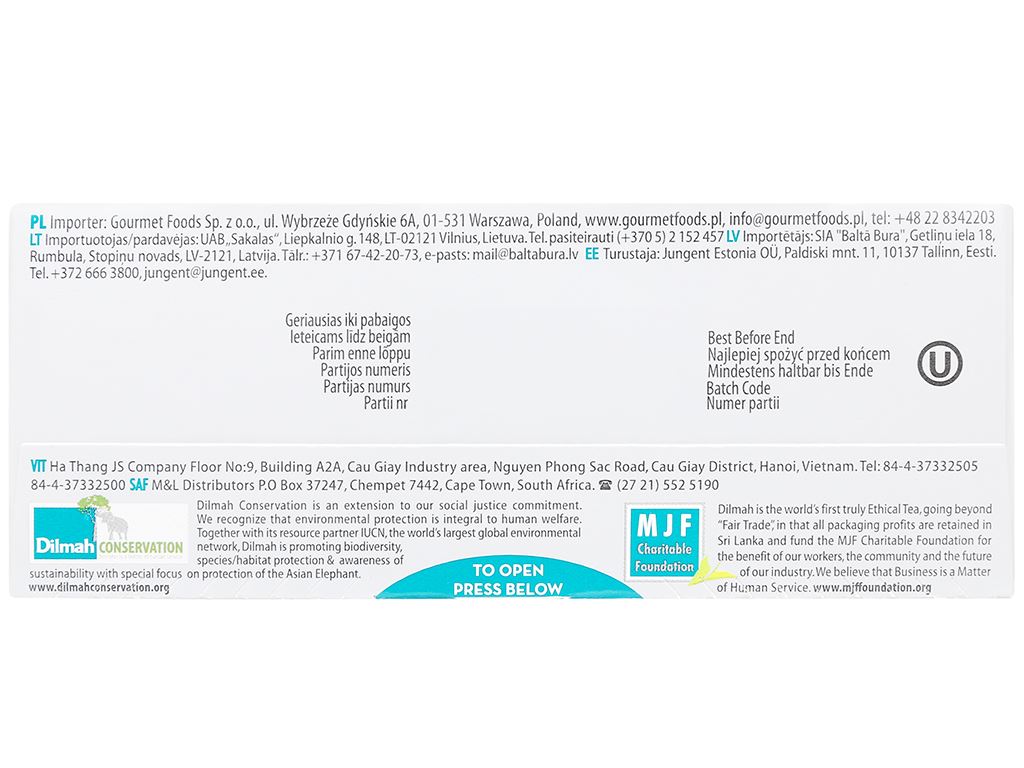 PL Importer: Gourmet Foods Sp. z o.o., ul. Wybrzeże Gdyńskie 6A, 01-531 Warszawa, Poland, www.gourmetfoods.pl, info@gourmetfoods.pl, tel: +48 22 8342203
LT Importuotojas/pardavėjas: UAB„Sakalas", Liepkalnio g. 148, LT-02121 Vilnius, Lietuva. Tel. pasiteirauti (+370 5) 2 152 457 LV Importētājs: SIA "Baltā Bura", Getliņu iela 18,
Rumbula, Stopiņu novads, LV-2121, Latvija. Tālr.: +371 67-42-20-73, e-pasts: mail@baltabura.lv EE Turustaja: Jungent Estonia OÜ, Paldiski mnt. 11, 10137 Tallinn, Eesti.
Tel. +372 666 3800, jungent@jungent.ee.
Geriausias iki pabaigos
Ieteicams līdz beigām
Parim enne lõppu
Partijos numeris
Partijas numurs
Partii nr
Best Before End
Najlepiej spożyć przed końcem
Mindestens haltbar bis Ende
Batch Code
Numer partii
U
VIT Ha Thang JS Company Floor No:9, Building A2A, Cau Giay Industry area, Nguyen Phong Sac Road, Cau Giay District, Hanoi, Vietnam. Tel: 84-4-37332505
84-4-37332500 SAF M&L Distributors P.O Box 37247, Chempet 7442, Cape Town, South Africa. ☎ (27 21) 552 5190
Dilmah CONSERVATION
Dilmah Conservation is an extension to our social justice commitment.
We recognize that environmental protection is integral to human welfare.
Together with its resource partner IUCN, the world's largest global environmental
network, Dilmah is promoting biodiversity,
species/habitat protection & awareness of
sustainability with special focus on protection of the Asian Elephant.
www.dilmahconservation.org
TO OPEN
PRESS BELOW
MJF
Charitable
Foundation
Dilmah is the world's first truly Ethical Tea, going beyond
"Fair Trade", in that all packaging profits are retained in
Sri Lanka and fund the MJF Charitable Foundation for
the benefit of our workers, the community and the future
of our industry. We believe that Business is a Matter
of Human Service. www.mjffoundation.org